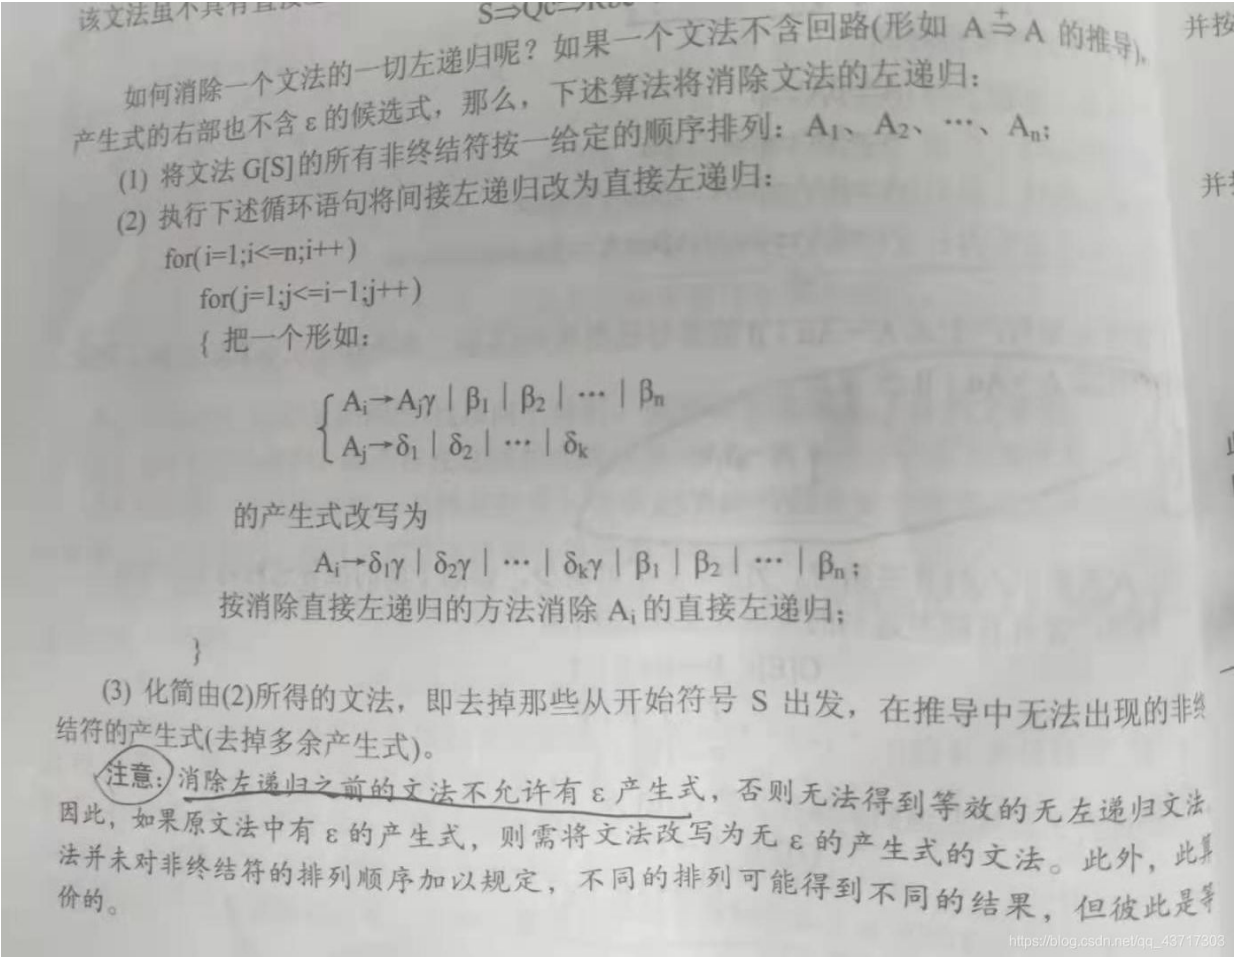 该文法虽不具有直
S⇒Qc⇒Rbc
如何消除一个文法的一切左递归呢？如果一个文法不含回路(形如 A⇒⁺A 的推导)，
并按
产生式的右部也不含 ε 的候选式，那么，下述算法将消除文法的左递归：
(1) 将文法 G[S]的所有非终结符按一给定的顺序排列：A₁、A₂、…、Aₙ；
(2) 执行下述循环语句将间接左递归改为直接左递归：
并
for(i=1;i<=n;i++)
for(j=1;j<=i−1;j++)
{ 把一个形如：
Aᵢ→Aⱼγ | β₁ | β₂ | … | βₙ
Aⱼ→δ₁ | δ₂ | … | δₖ
的产生式改写为
Aᵢ→δ₁γ | δ₂γ | … | δₖγ | β₁ | β₂ | … | βₙ；
按消除直接左递归的方法消除 Aᵢ 的直接左递归；
}
(3) 化简由(2)所得的文法，即去掉那些从开始符号 S 出发，在推导中无法出现的非终
结符的产生式(去掉多余产生式)。
注意：消除左递归之前的文法不允许有 ε 产生式，否则无法得到等效的无左递归文法
因此，如果原文法中有 ε 的产生式，则需将文法改写为无 ε 的产生式的文法。此外，此算
法并未对非终结符的排列顺序加以规定，不同的排列可能得到不同的结果，但彼此是等
价的。
https://blog.csdn.net/qq_43717303